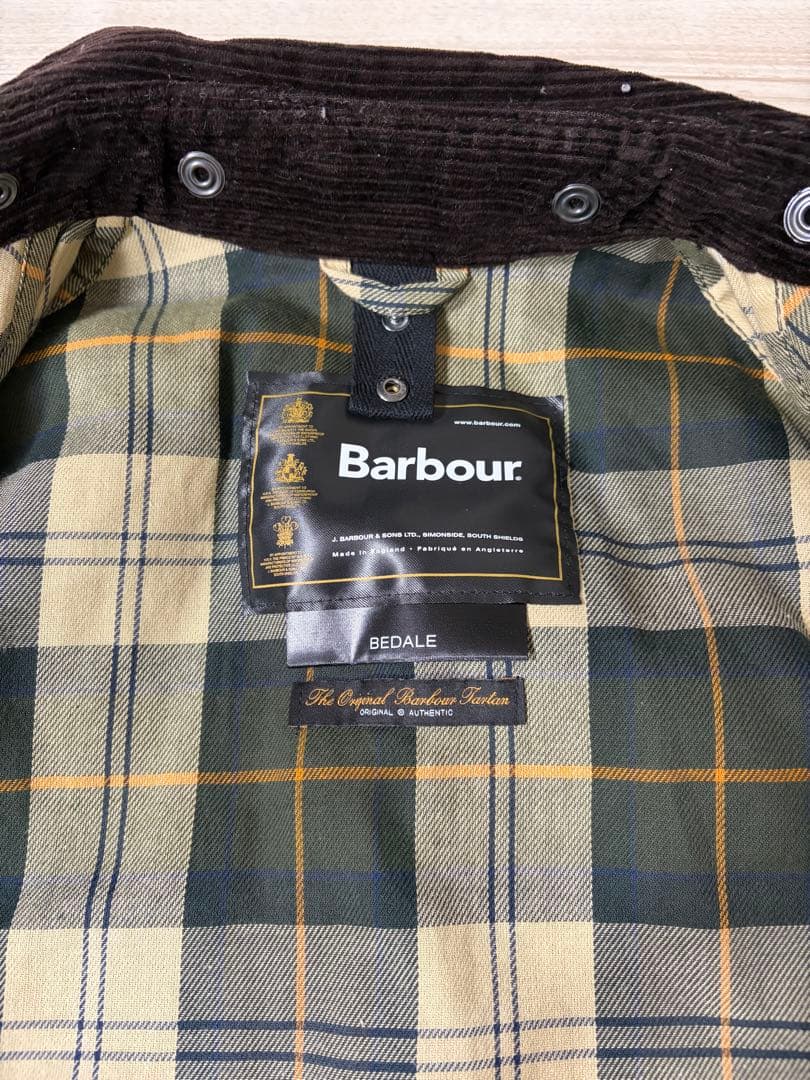 www.barbour.com
Barbour
J. BARBOUR & SONS LTD., SIMONSIDE, SOUTH SHIELDS
Made in England • Fabriqué en Angleterre
BEDALE
The Original Barbour Tartan
ORIGINAL & AUTHENTIC